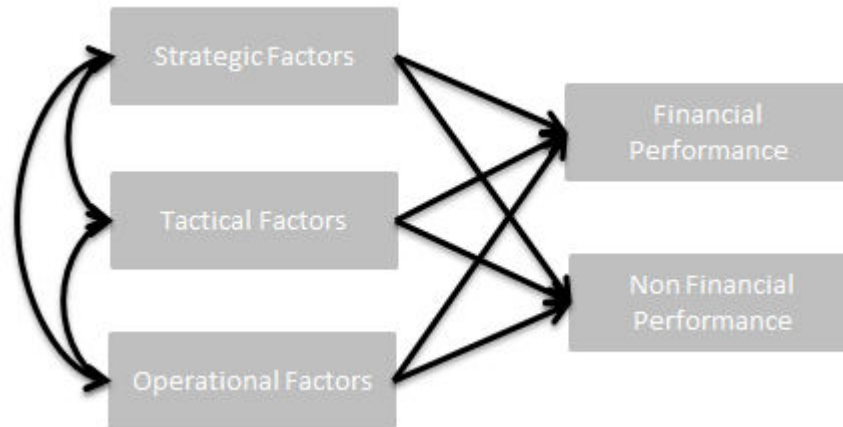 Strategic Factors
Financial
Performance
Tactical Factors
Non Financial
Performance
Operational Factors